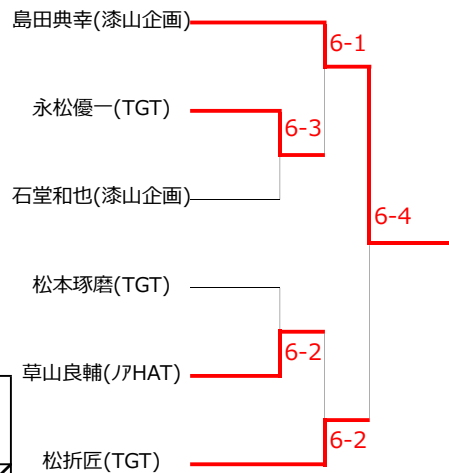 島田典幸(漆山企画)
6-1
永松優一(TGT)
6-3
石堂和也(漆山企画)
6-4
松本琢磨(TGT)
6-2
草山良輔(ﾉｱHAT)
6-2
松折匠(TGT)